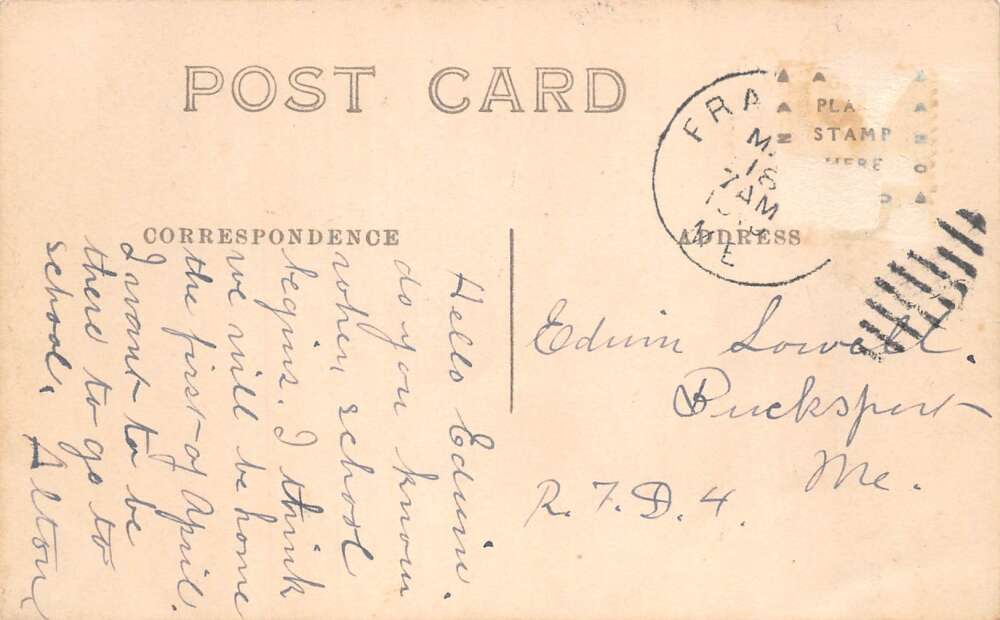 POST CARD
FRA
M
18
7 AM
ME
PLA
STAMP
HERE
CORRESPONDENCE
ADDRESS
Hello Edwin.
do you know
when school
begins. I think
we will be home
the first of April.
I want to be
there to go to
school.
Alton
Edwin
Bucksport
Me.
R.F.D.4.